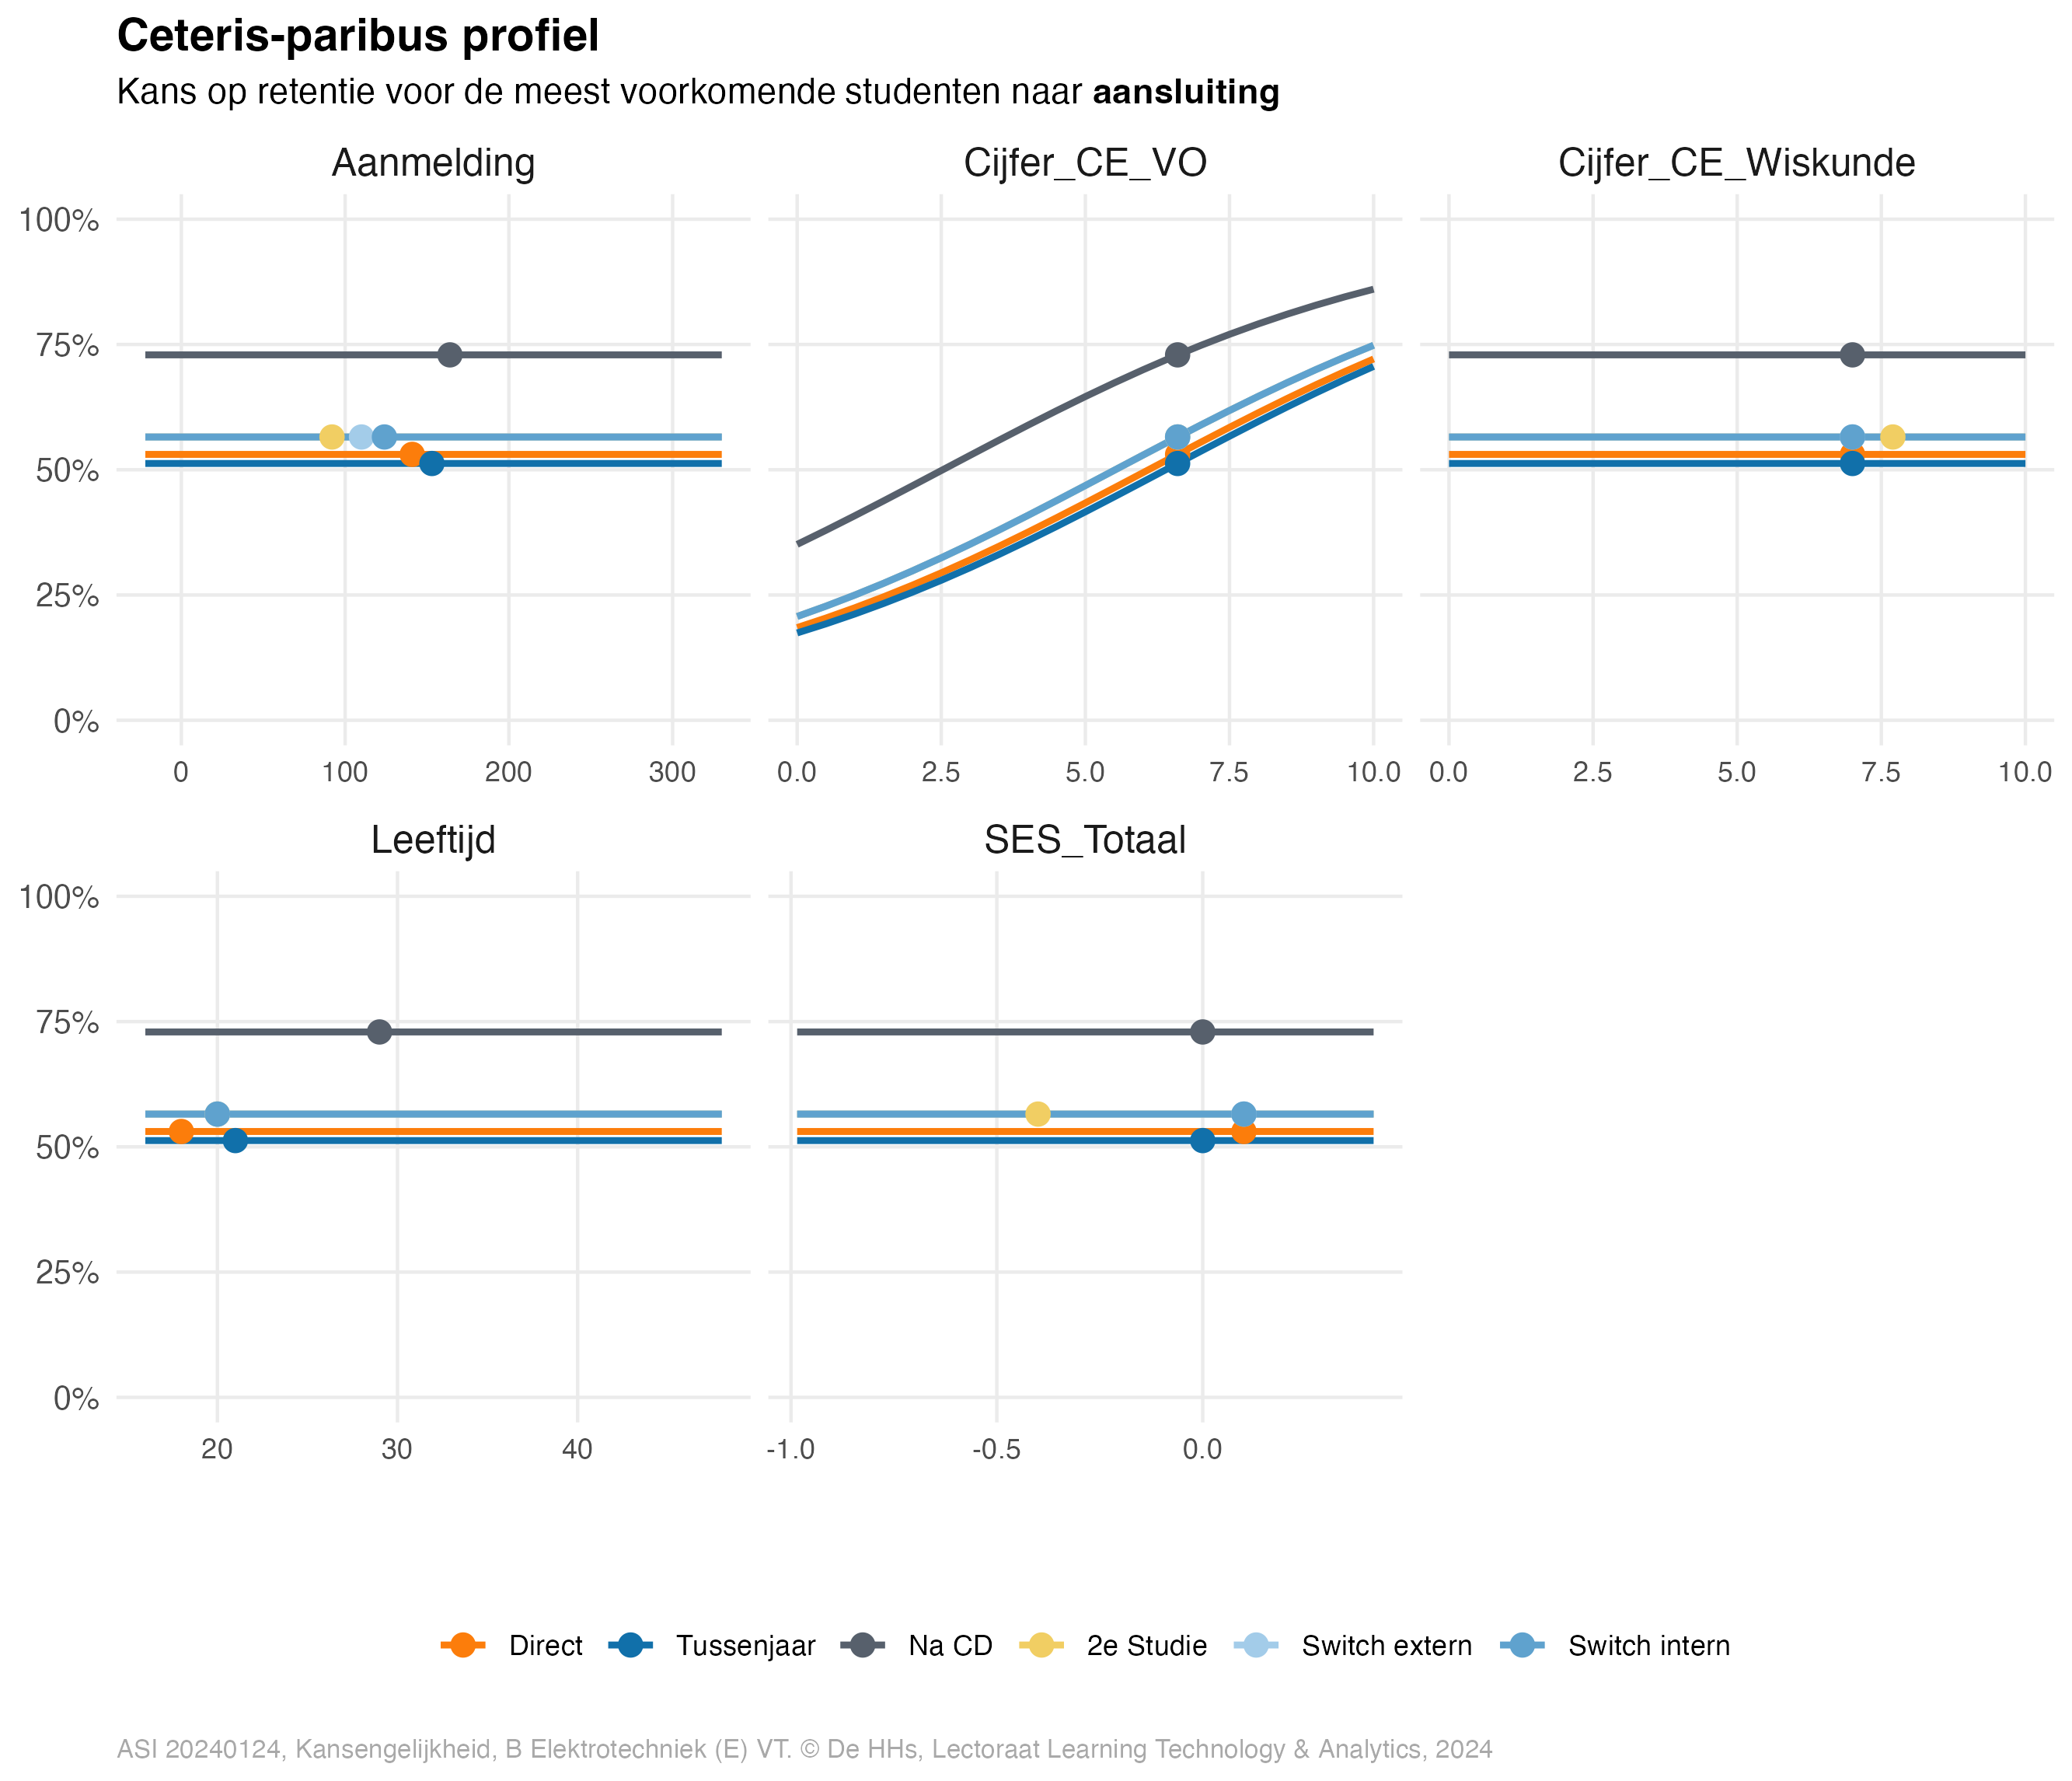 Ceteris-paribus profiel
Kans op retentie voor de meest voorkomende studenten naar aansluiting
Aanmelding Cijfer_CE_VO Cijfer_CE_Wiskunde
100%
75%
50%
25%
0%
0 100 200 300 0.0 2.5 5.0 7.5 10.0 0.0 2.5 5.0 7.5 10.0
Leeftijd SES_Totaal
100%
75%
50%
25%
0%
20 30 40 -1.0 -0.5 0.0
Direct Tussenjaar Na CD 2e Studie Switch extern Switch intern
ASI 20240124, Kansengelijkheid, B Elektrotechniek (E) VT. © De HHs, Lectoraat Learning Technology & Analytics, 2024